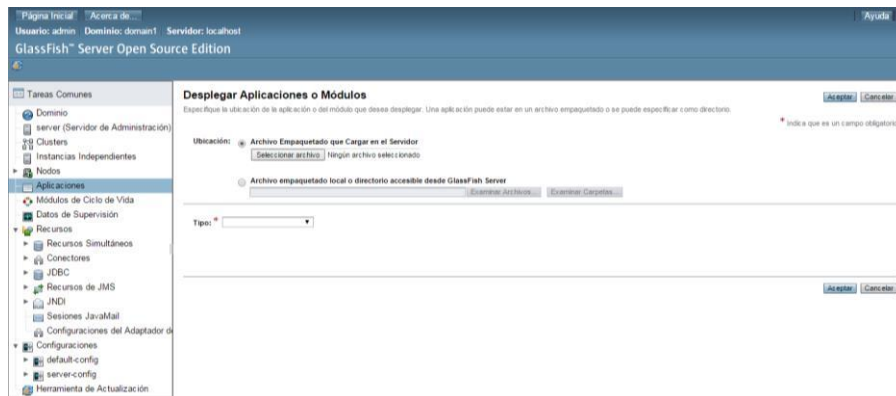 Página Inicial Acerca de... Ayuda
Usuario: admin Dominio: domain1 Servidor: localhost
GlassFish™ Server Open Source Edition
Tareas Comunes
Dominio
server (Servidor de Administración)
Clusters
Instancias Independientes
Nodos
Aplicaciones
Módulos de Ciclo de Vida
Datos de Supervisión
Recursos
Recursos Simultáneos
Conectores
JDBC
Recursos de JMS
JNDI
Sesiones JavaMail
Configuraciones del Adaptador de
Configuraciones
default-config
server-config
Herramienta de Actualización
Desplegar Aplicaciones o Módulos
Aceptar Cancelar
Especifique la ubicación de la aplicación o del módulo que desea desplegar. Una aplicación puede estar en un archivo empaquetado o se puede especificar como directorio.
* Indica que es un campo obligatorio
Ubicación: Archivo Empaquetado que Cargar en el Servidor
Seleccionar archivo Ningún archivo seleccionado
Archivo empaquetado local o directorio accesible desde GlassFish Server
Examinar Archivos... Examinar Carpetas...
Tipo: *
Aceptar Cancelar